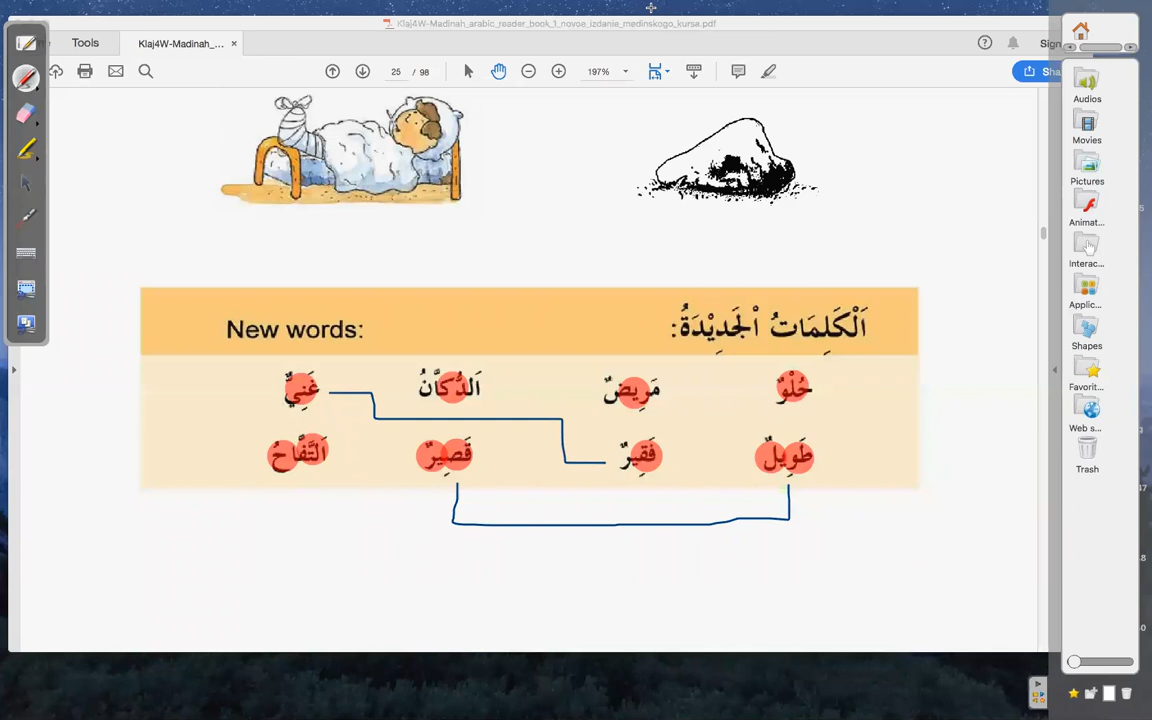 Klaj4W-Madinah_arabic_reader_book_1_novoe_izdanie_medinskogo_kursa.pdf
Tools
Klaj4W-Madinah_... ×
Sign
25 / 98
197%
Sha
Audios
Movies
Pictures
Animat...
Interac...
Applic...
Shapes
Favorit...
Web s...
Trash
New words: اَلْكَلِمَاتُ الْجَدِيْدَةُ:
حُلْوٌ مَرِيضٌ اَلدُّكَّانُ غَنِيٌّ
طَوِيلٌ فَقِيرٌ قَصِيرٌ اَلتُّفَّاحُ